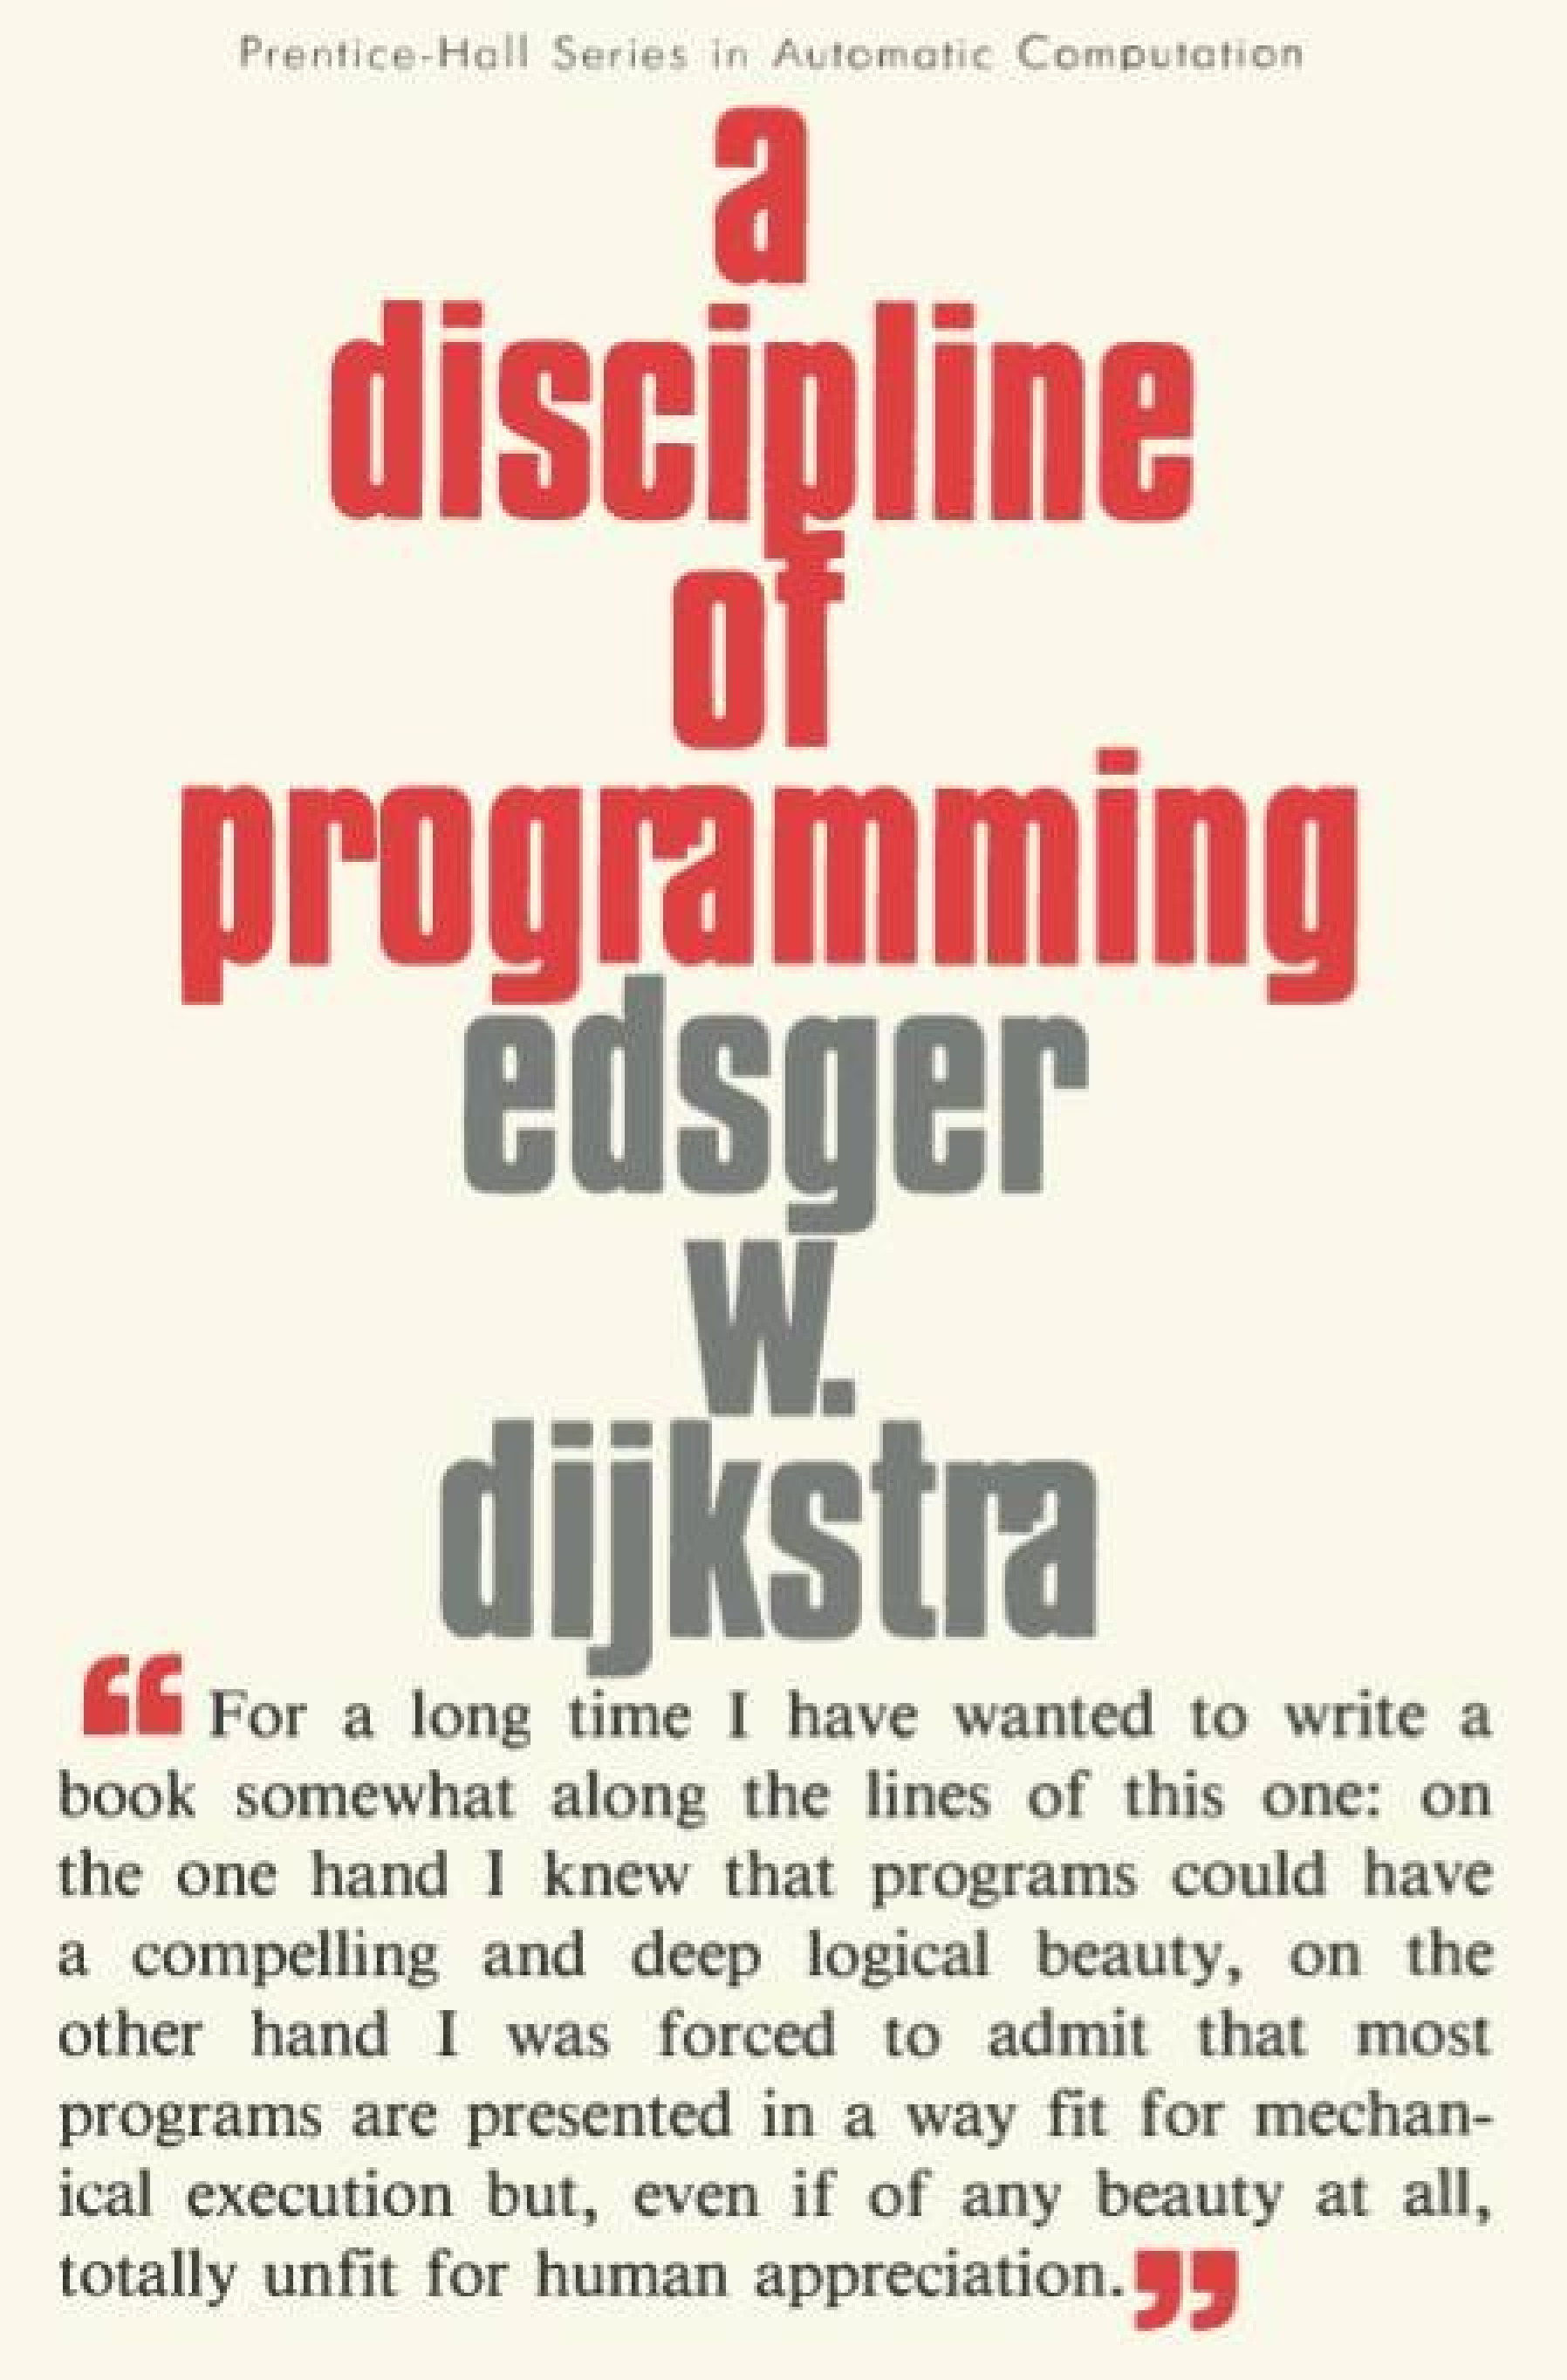 Prentice-Hall Series in Automatic Computation
a
discipline
of
programming
edsger
w.
dijkstra
“For a long time I have wanted to write a
book somewhat along the lines of this one: on
the one hand I knew that programs could have
a compelling and deep logical beauty, on the
other hand I was forced to admit that most
programs are presented in a way fit for mechan-
ical execution but, even if of any beauty at all,
totally unfit for human appreciation.”